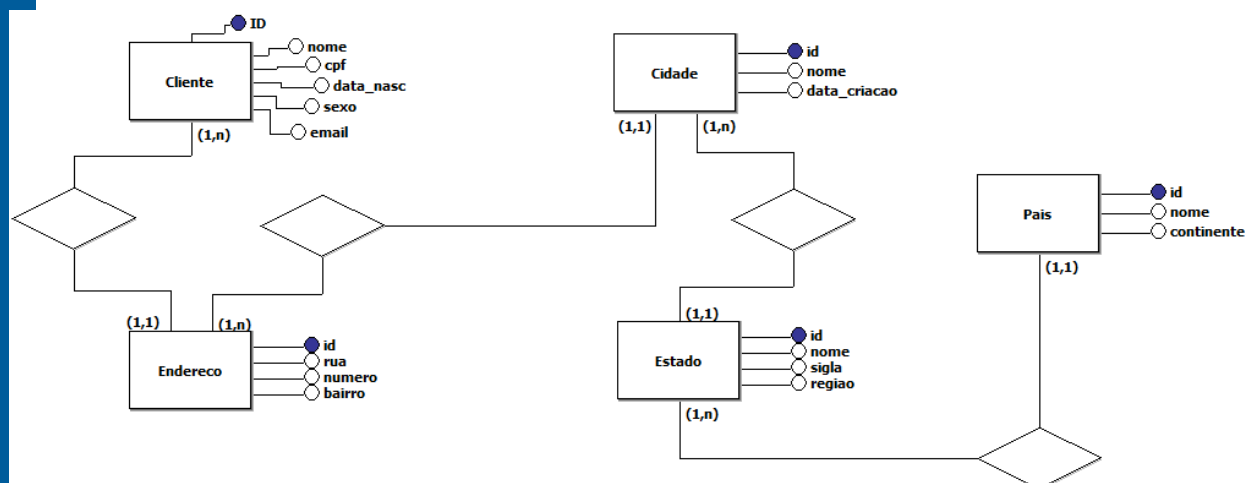 ID
nome
cpf
data_nasc
sexo
email
Cliente
(1,n)
Cidade
id
nome
data_criacao
(1,1)
(1,n)
Pais
id
nome
continente
(1,1)
(1,1)
(1,n)
Endereco
id
rua
numero
bairro
(1,1)
Estado
id
nome
sigla
regiao
(1,n)